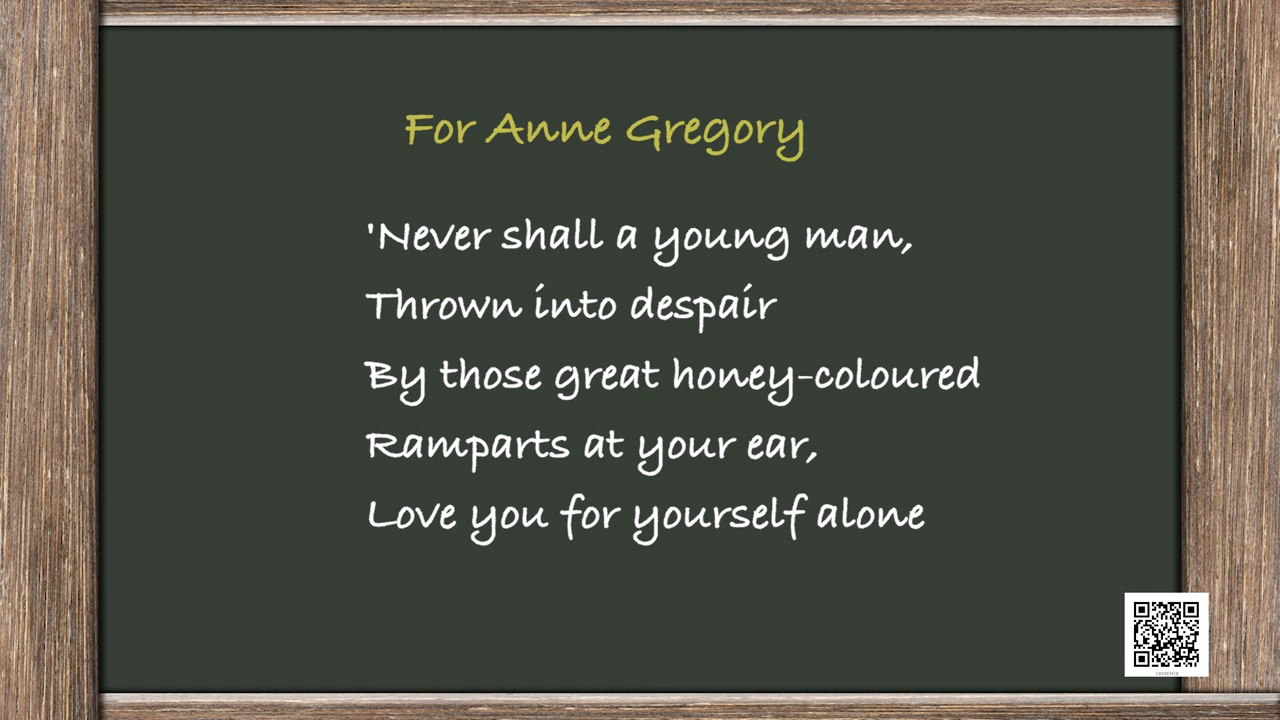 For Anne Gregory
'Never shall a young man,
Thrown into despair
By those great honey-coloured
Ramparts at your ear,
Love you for yourself alone